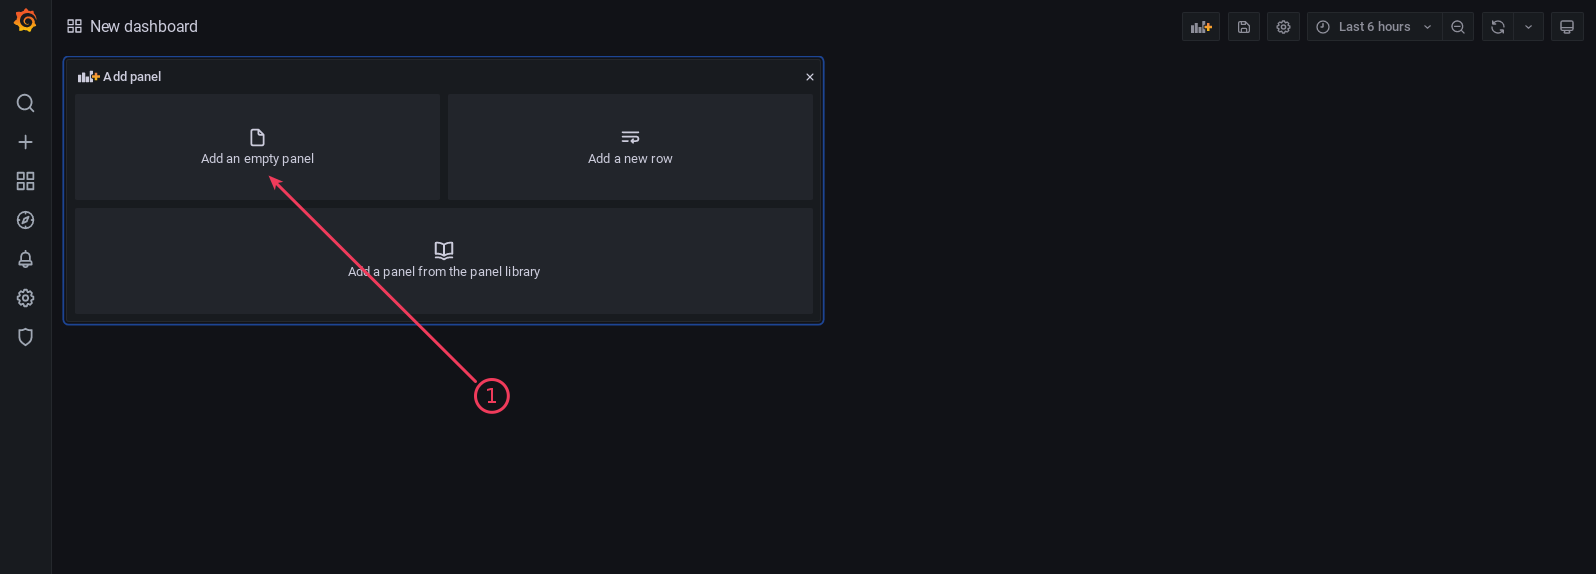 New dashboard
Last 6 hours
Add panel
Add an empty panel
Add a new row
Add a panel from the panel library
1